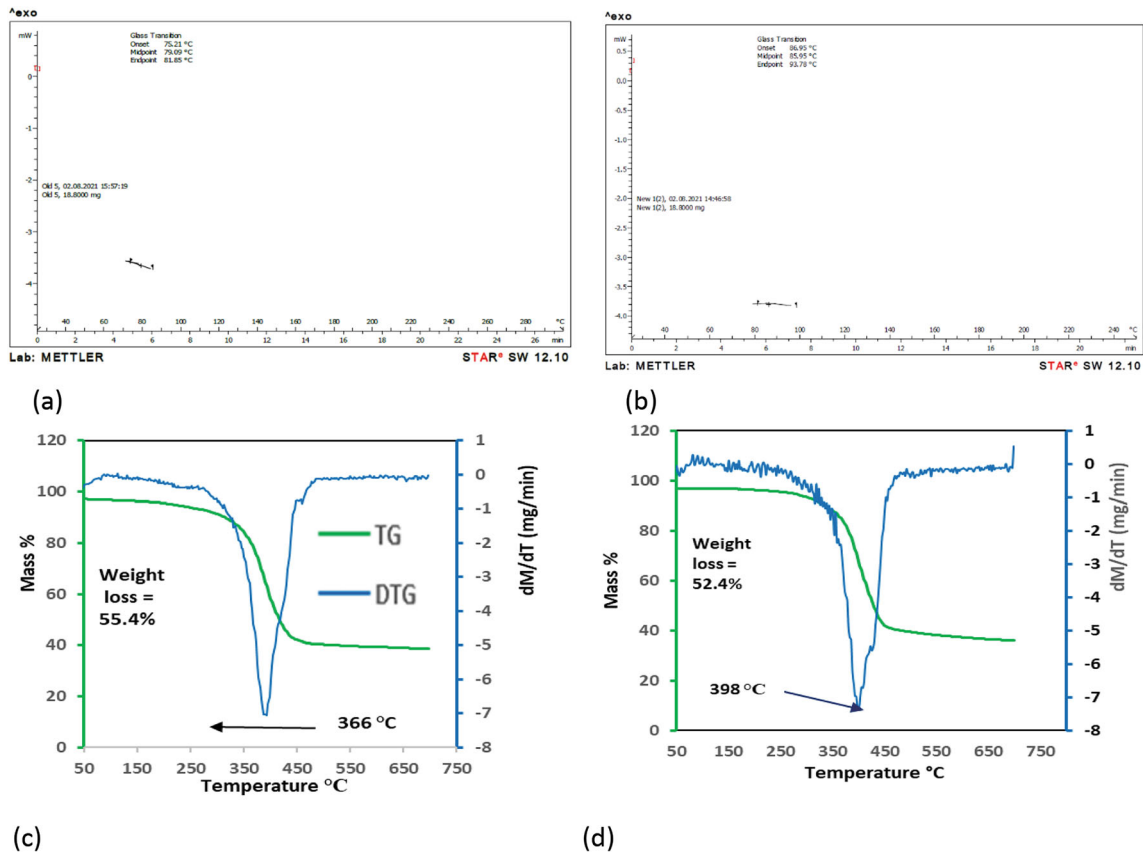 ^exo
mW
Glass Transition
Onset 75.21 °C
Midpoint 79.09 °C
Endpoint 81.85 °C
0
-1
-2
-3
-4
Old 5, 02.08.2021 15:57:19
Old 5, 18.8000 mg
40 60 80 100 120 140 160 180 200 220 240 260 280 °C
0 2 4 6 8 10 12 14 16 18 20 22 24 26 min
Lab: METTLER
STARe SW 12.10
(a)
^exo
mW
Glass Transition
Onset 86.95 °C
Midpoint 85.95 °C
Endpoint 93.78 °C
0.5
0.0
-0.5
-1.0
-1.5
-2.0
-2.5
-3.0
-3.5
-4.0
New 1(2), 02.08.2021 14:46:58
New 1(2), 18.8000 mg
40 60 80 100 120 140 160 180 200 220 240 °C
0 2 4 6 8 10 12 14 16 18 20 min
Lab: METTLER
STARe SW 12.10
(b)
Mass %
120
100
80
60
40
20
0
Weight
loss =
55.4%
TG
DTG
366 °C
1
0
-1
-2
-3
-4
-5
-6
-7
-8
dM/dT (mg/min)
50 150 250 350 450 550 650 750
Temperature °C
(c)
Mass %
120
100
80
60
40
20
0
Weight
loss =
52.4%
398 °C
1
0
-1
-2
-3
-4
-5
-6
-7
-8
dM/dT (mg/min)
50 150 250 350 450 550 650 750
Temperature °C
(d)